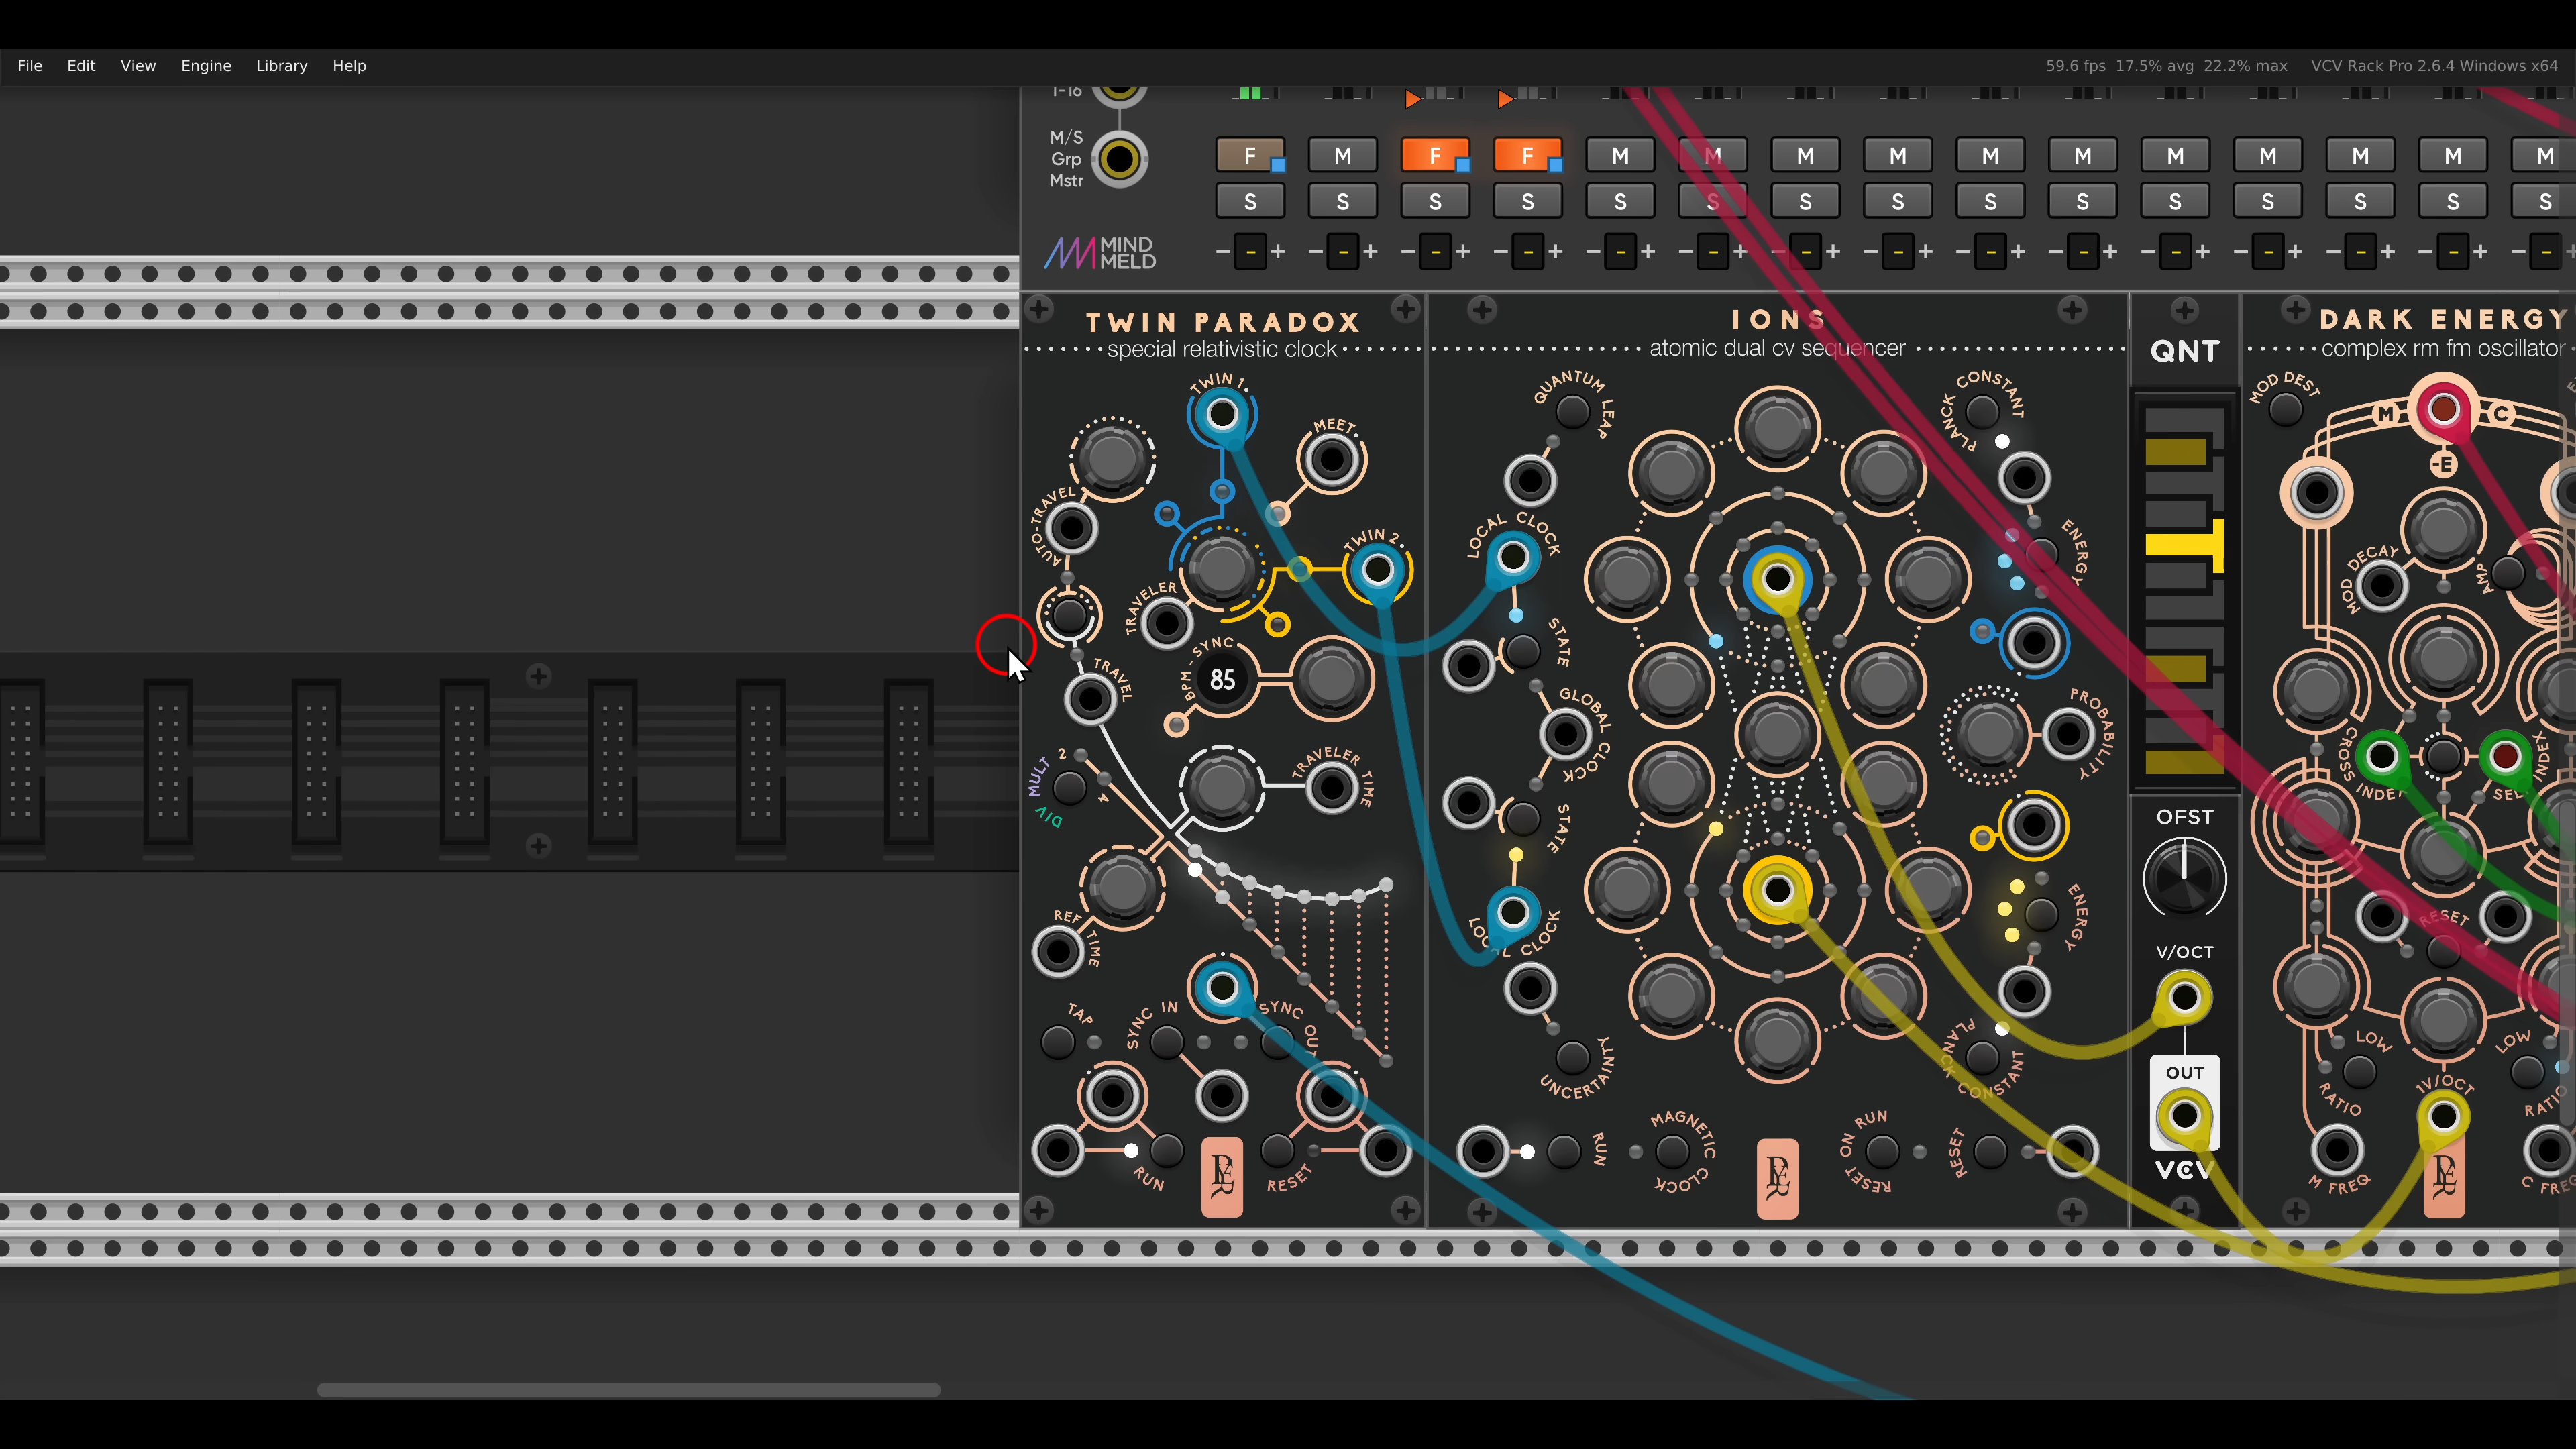 File Edit View Engine Library Help
59.6 fps 17.5% avg 22.2% max VCV Rack Pro 2.6.4 Windows x64
1-16
M/S
Grp
Mstr
F M F F M M M M M M M M M M M
S S S S S S S S S S S S S S S
- - + - - + - - + - - + - - + - - + - - + - - + - - + - - + - - + - - + - - + - - + - -
MIND
MELD
TWIN PARADOX
special relativistic clock
TWIN 1
MEET
AUTO-TRAVEL
TWIN 2
TRAVELER
BPM - SYNC
85
TRAVEL
MULT
DIV
2
4
TRAVELER TIME
REF TIME
TAP
SYNC IN
SYNC OUT
RUN
RESET
IONS
atomic dual cv sequencer
QUANTUM LEAP
PLANCK CONSTANT
LOCAL CLOCK
ENERGY
STATE
GLOBAL CLOCK
PROBABILITY
STATE
ENERGY
LOCAL CLOCK
UNCERTAINTY
PLANCK CONSTANT
RUN
MAGNETIC CLOCK
RESET ON RUN
RESET
QNT
OFST
V/OCT
OUT
VCV
DARK ENERGY
complex rm fm oscillator
MOD DEST
M
C
-E
MOD DECAY
AMP
CROSS
INDEX
INDEX
RESET
LOW
LOW
RATIO
1V/OCT
RATIO
M FREQ